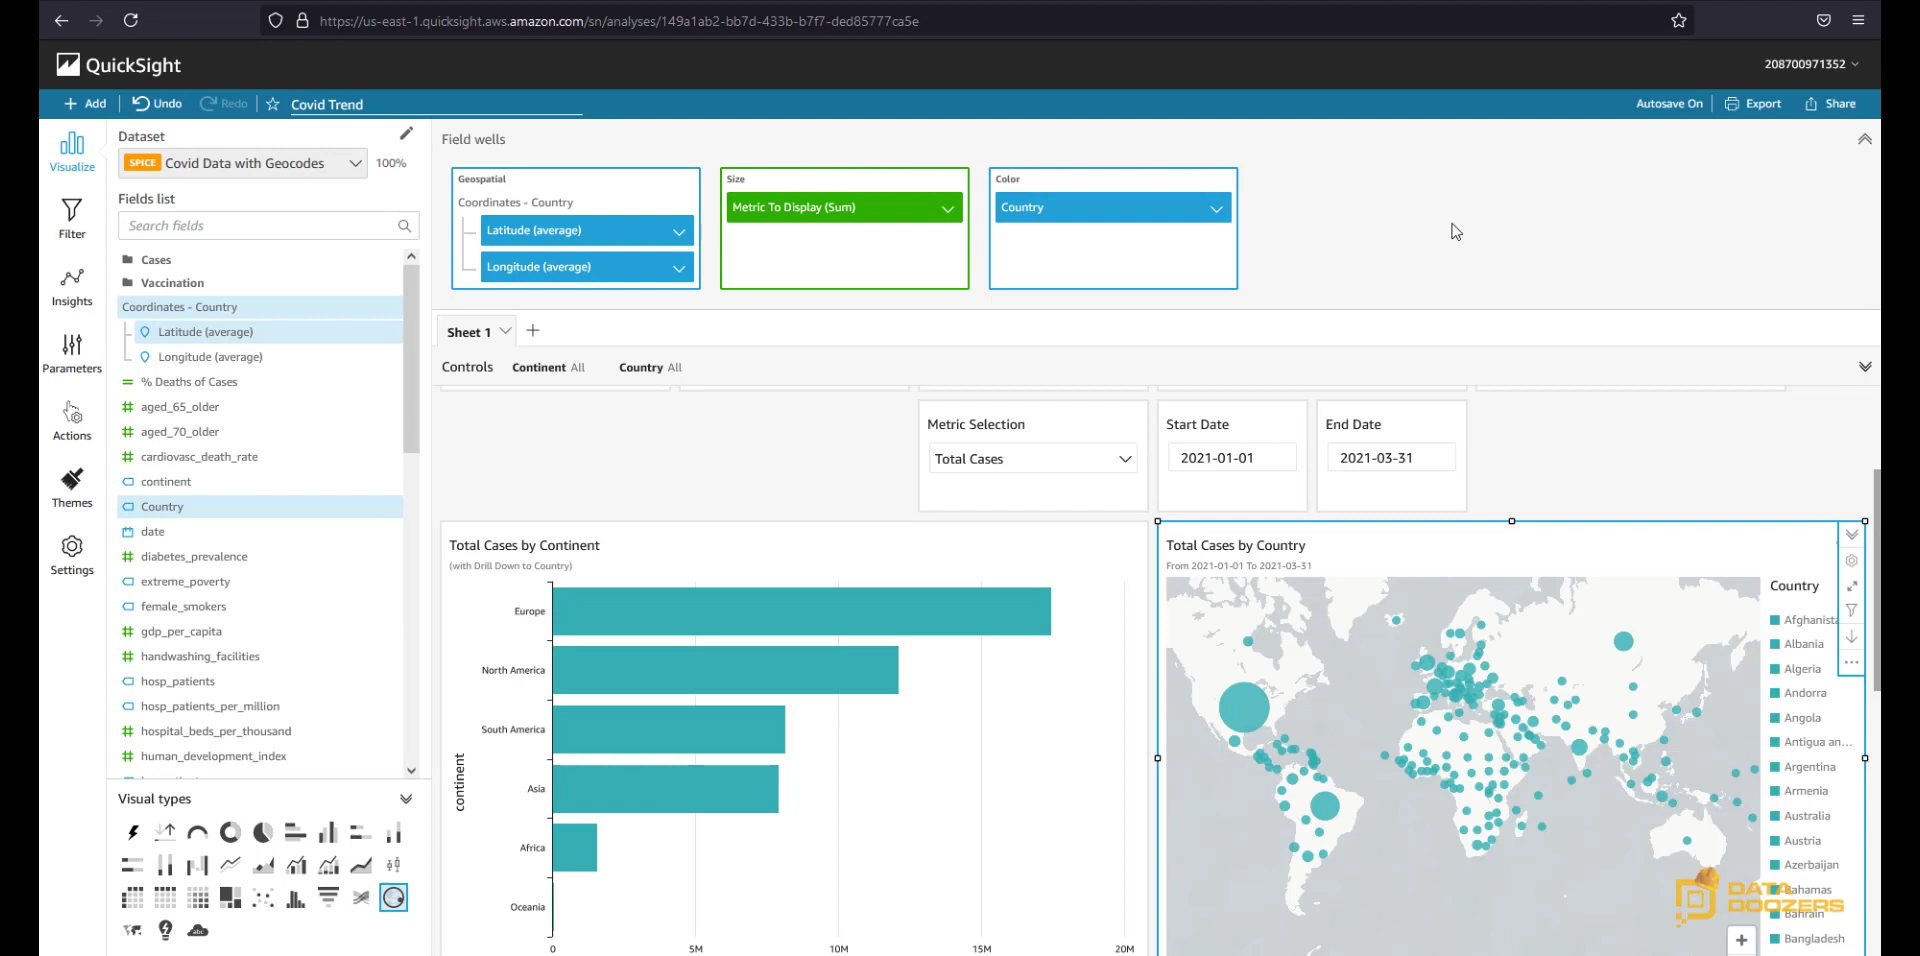 https://us-east-1.quicksight.aws.amazon.com/sn/analyses/149a1ab2-bb7d-433b-b7f7-ded85777ca5e
QuickSight
208700971352
Add
Undo
Redo
Covid Trend
Autosave On
Export
Share
Visualize
Filter
Insights
Parameters
Actions
Themes
Settings
Dataset
SPICE Covid Data with Geocodes
100%
Fields list
Search fields
Cases
Vaccination
Coordinates - Country
Latitude (average)
Longitude (average)
% Deaths of Cases
aged_65_older
aged_70_older
cardiovasc_death_rate
continent
Country
date
diabetes_prevalence
extreme_poverty
female_smokers
gdp_per_capita
handwashing_facilities
hosp_patients
hosp_patients_per_million
hospital_beds_per_thousand
human_development_index
Visual types
abc
Field wells
Geospatial
Coordinates - Country
Latitude (average)
Longitude (average)
Size
Metric To Display (Sum)
Color
Country
Sheet 1
Controls
Continent All
Country All
Metric Selection
Total Cases
Start Date
2021-01-01
End Date
2021-03-31
Total Cases by Continent
(with Drill Down to Country)
continent
Europe
North America
South America
Asia
Africa
Oceania
0
5M
10M
15M
20M
Total Cases by Country
From 2021-01-01 To 2021-03-31
Country
Afghanista
Albania
Algeria
Andorra
Angola
Antigua an...
Argentina
Armenia
Australia
Austria
Azerbaijan
Bahamas
Bahrain
Bangladesh
DATA
DOOZERS